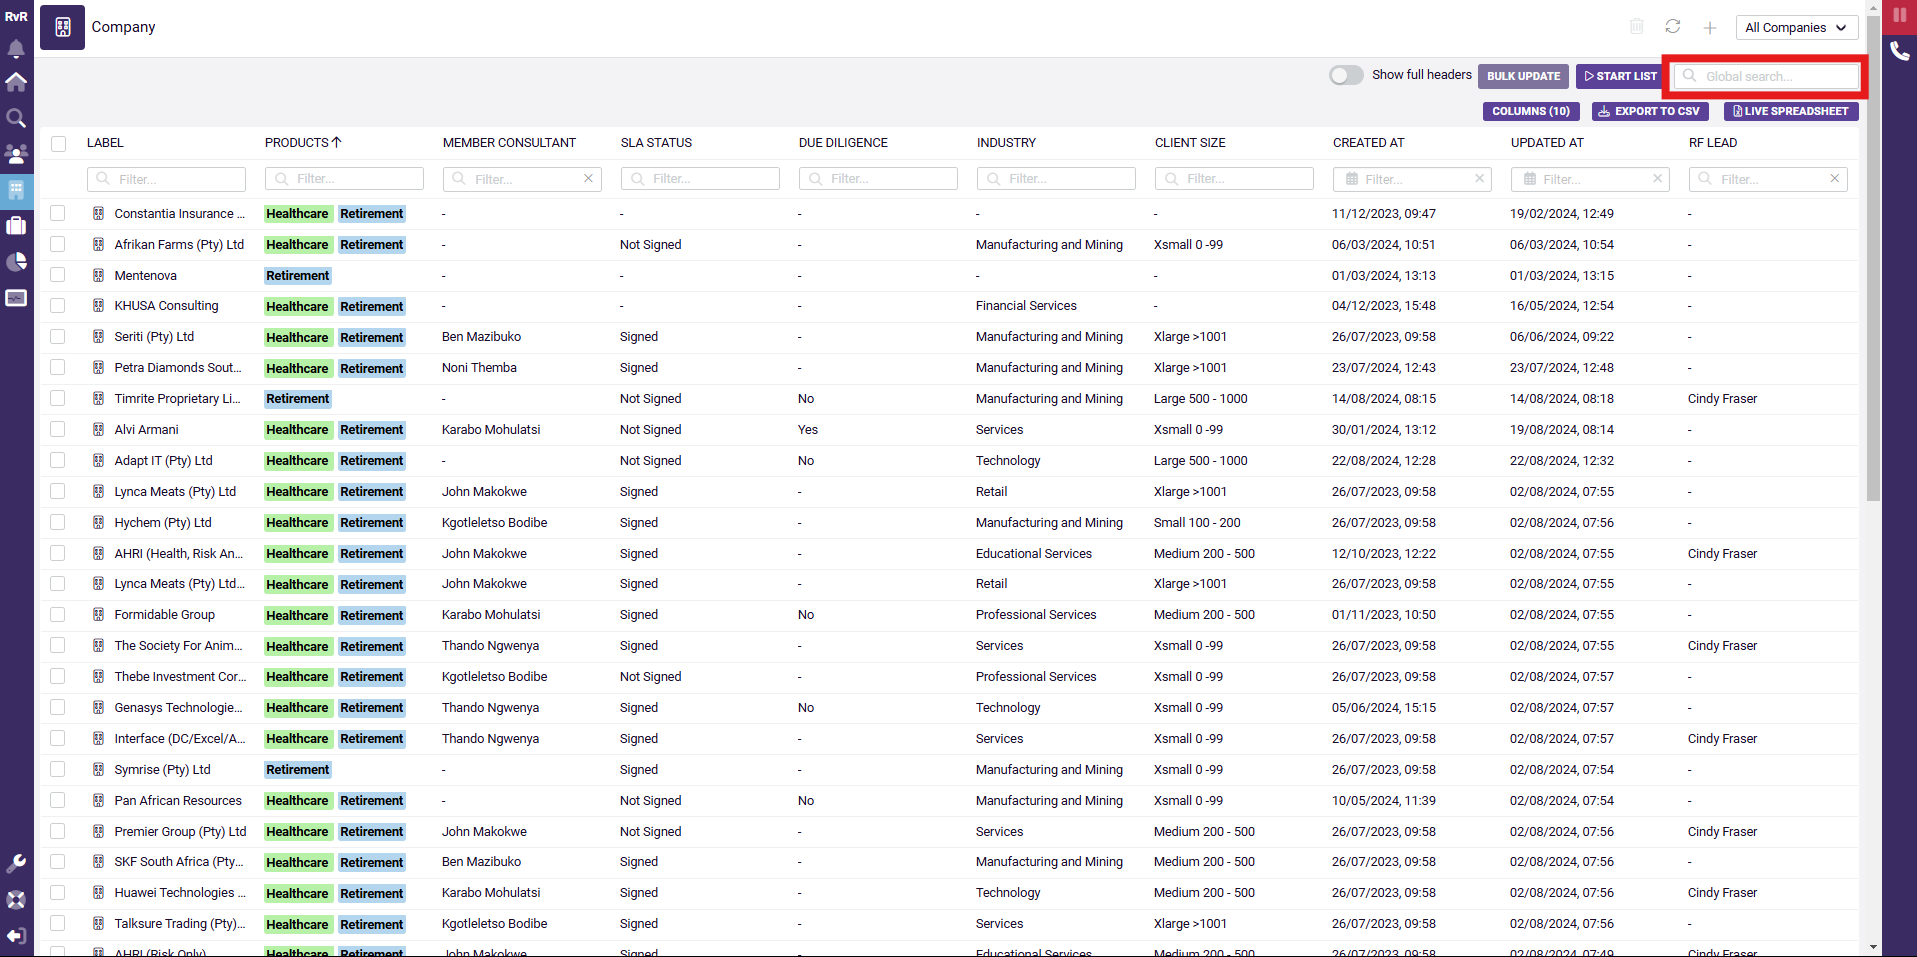 RvR
Company
All Companies
Show full headers BULK UPDATE START LIST Global search...
COLUMNS (10) EXPORT TO CSV LIVE SPREADSHEET
LABEL PRODUCTS MEMBER CONSULTANT SLA STATUS DUE DILIGENCE INDUSTRY CLIENT SIZE CREATED AT UPDATED AT RF LEAD
Filter... Filter... Filter... Filter... Filter... Filter... Filter... Filter... Filter... Filter...
Constantia Insurance ... Healthcare Retirement - - - - - 11/12/2023, 09:47 19/02/2024, 12:49 -
Afrikan Farms (Pty) Ltd Healthcare Retirement - Not Signed - Manufacturing and Mining Xsmall 0 -99 06/03/2024, 10:51 06/03/2024, 10:54 -
Mentenova Retirement - - - - - 01/03/2024, 13:13 01/03/2024, 13:15 -
KHUSA Consulting Healthcare Retirement - - - Financial Services - 04/12/2023, 15:48 16/05/2024, 12:54 -
Seriti (Pty) Ltd Healthcare Retirement Ben Mazibuko Signed - Manufacturing and Mining Xlarge >1001 26/07/2023, 09:58 06/06/2024, 09:22 -
Petra Diamonds Sout... Healthcare Retirement Noni Themba Signed - Manufacturing and Mining Xlarge >1001 23/07/2024, 12:43 23/07/2024, 12:48 -
Timrite Proprietary Li... Retirement - Not Signed No Manufacturing and Mining Large 500 - 1000 14/08/2024, 08:15 14/08/2024, 08:18 Cindy Fraser
Alvi Armani Healthcare Retirement Karabo Mohulatsi Not Signed Yes Services Xsmall 0 -99 30/01/2024, 13:12 19/08/2024, 08:14 -
Adapt IT (Pty) Ltd Healthcare Retirement - Not Signed No Technology Large 500 - 1000 22/08/2024, 12:28 22/08/2024, 12:32 -
Lynca Meats (Pty) Ltd Healthcare Retirement John Makokwe Signed - Retail Xlarge >1001 26/07/2023, 09:58 02/08/2024, 07:55 -
Hychem (Pty) Ltd Healthcare Retirement Kgotleletso Bodibe Signed - Manufacturing and Mining Small 100 - 200 26/07/2023, 09:58 02/08/2024, 07:56 -
AHRI (Health, Risk An... Healthcare Retirement John Makokwe Signed - Educational Services Medium 200 - 500 12/10/2023, 12:22 02/08/2024, 07:55 Cindy Fraser
Lynca Meats (Pty) Ltd... Healthcare Retirement John Makokwe Signed - Retail Xlarge >1001 26/07/2023, 09:58 02/08/2024, 07:55 -
Formidable Group Healthcare Retirement Karabo Mohulatsi Signed No Professional Services Medium 200 - 500 01/11/2023, 10:50 02/08/2024, 07:55 -
The Society For Anim... Healthcare Retirement Thando Ngwenya Signed - Services Xsmall 0 -99 26/07/2023, 09:58 02/08/2024, 07:55 Cindy Fraser
Thebe Investment Cor... Healthcare Retirement Kgotleletso Bodibe Not Signed - Professional Services Xsmall 0 -99 26/07/2023, 09:58 02/08/2024, 07:57 -
Genasys Technologie... Healthcare Retirement Thando Ngwenya Signed No Technology Xsmall 0 -99 05/06/2024, 15:15 02/08/2024, 07:57 -
Interface (DC/Excel/A... Healthcare Retirement Thando Ngwenya Signed - Services Xsmall 0 -99 26/07/2023, 09:58 02/08/2024, 07:57 Cindy Fraser
Symrise (Pty) Ltd Retirement - Signed - Manufacturing and Mining Xsmall 0 -99 26/07/2023, 09:58 02/08/2024, 07:54 -
Pan African Resources Healthcare Retirement - Not Signed No Manufacturing and Mining Xsmall 0 -99 10/05/2024, 11:39 02/08/2024, 07:54 -
Premier Group (Pty) Ltd Healthcare Retirement John Makokwe Not Signed - Services Medium 200 - 500 26/07/2023, 09:58 02/08/2024, 07:56 Cindy Fraser
SKF South Africa (Pty... Healthcare Retirement Ben Mazibuko Signed - Manufacturing and Mining Medium 200 - 500 26/07/2023, 09:58 02/08/2024, 07:56 -
Huawei Technologies ... Healthcare Retirement Karabo Mohulatsi Signed - Technology Medium 200 - 500 26/07/2023, 09:58 02/08/2024, 07:56 Cindy Fraser
Talksure Trading (Pty)... Healthcare Retirement Kgotleletso Bodibe Signed - Services Xlarge >1001 26/07/2023, 09:58 02/08/2024, 07:56 -
AHRI (Risk Only) Healthcare Retirement John Makokwe Signed - Educational Services Medium 200 - 500 26/07/2023, 09:58 02/08/2024, 07:49 Cindy Fraser